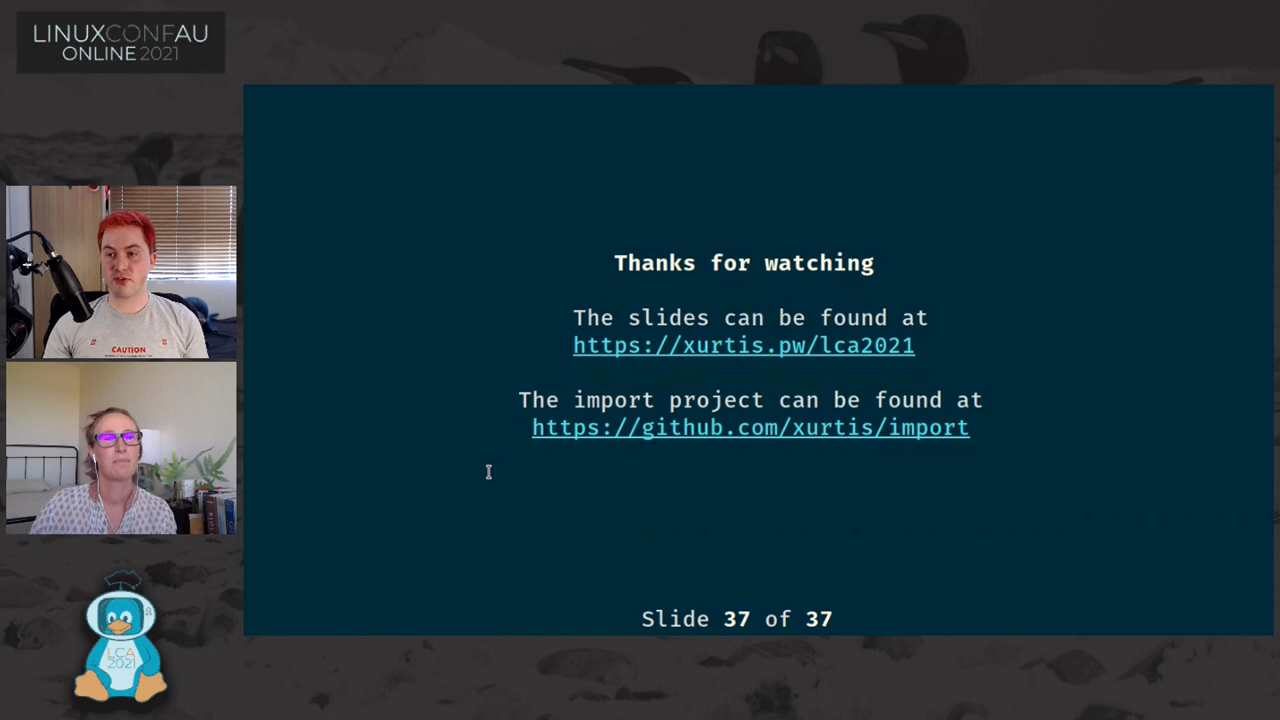 LINUXCONFAU
ONLINE 2021
CAUTION
LCA
2021
Thanks for watching
The slides can be found at
https://xurtis.pw/lca2021
The import project can be found at
https://github.com/xurtis/import
Slide 37 of 37